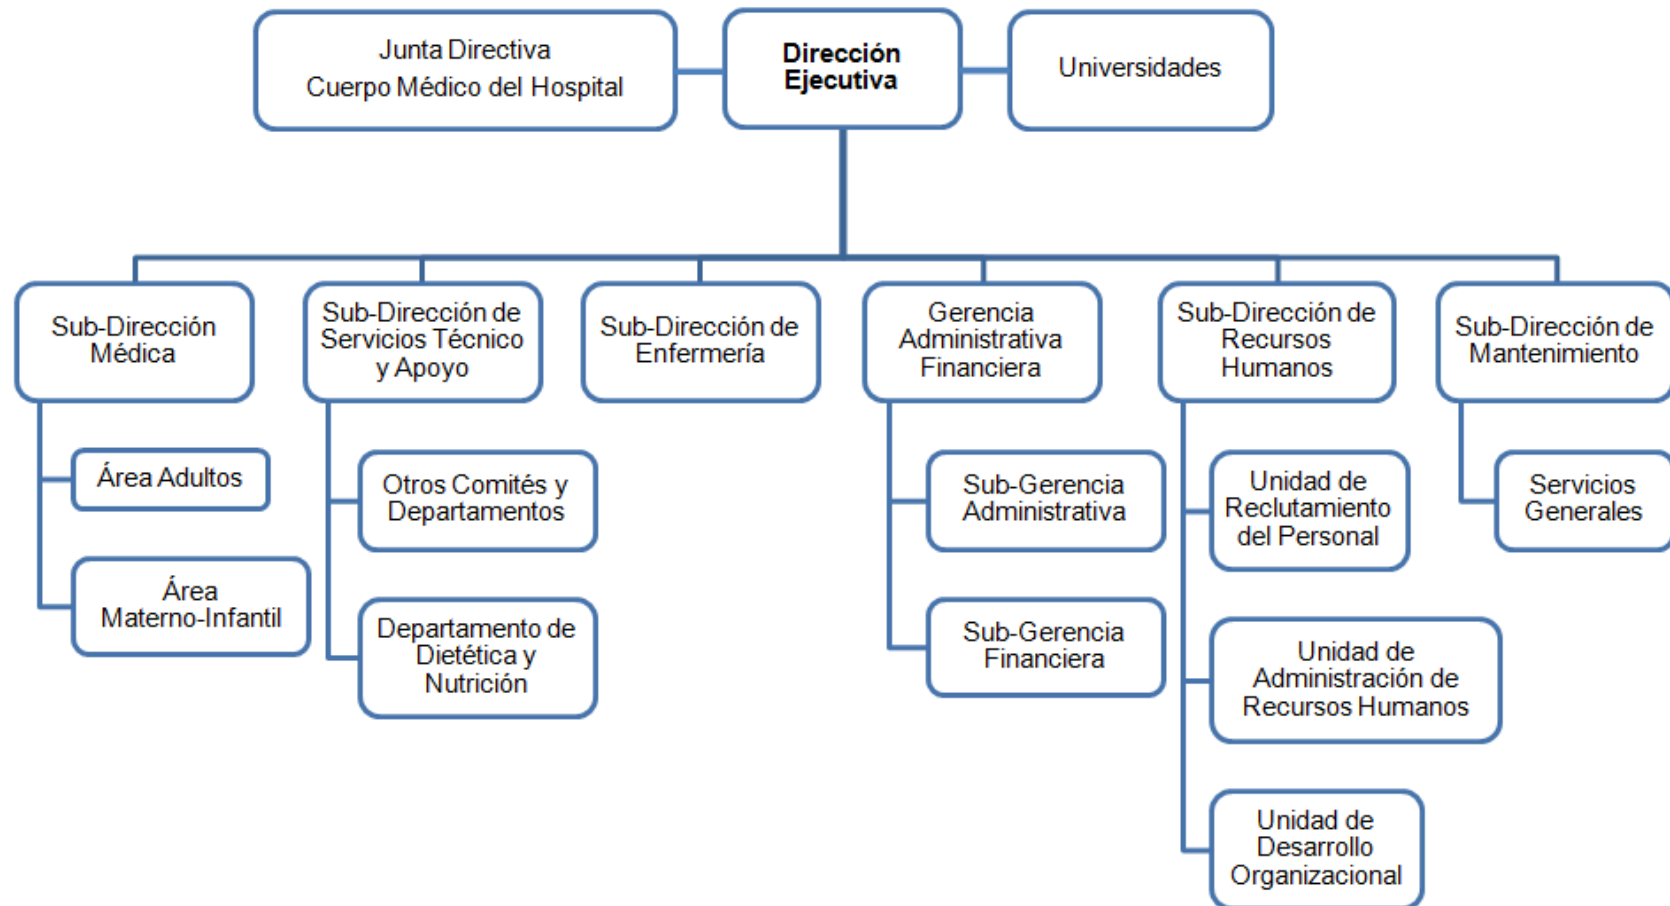 Junta Directiva
Cuerpo Médico del Hospital
Dirección
Ejecutiva
Universidades
Sub-Dirección
Médica
Sub-Dirección de
Servicios Técnico
y Apoyo
Sub-Dirección de
Enfermería
Gerencia
Administrativa
Financiera
Sub-Dirección de
Recursos
Humanos
Sub-Dirección de
Mantenimiento
Área Adultos
Área
Materno-Infantil
Otros Comités y
Departamentos
Departamento de
Dietética y
Nutrición
Sub-Gerencia
Administrativa
Sub-Gerencia
Financiera
Unidad de
Reclutamiento
del Personal
Unidad de
Administración de
Recursos Humanos
Unidad de
Desarrollo
Organizacional
Servicios
Generales